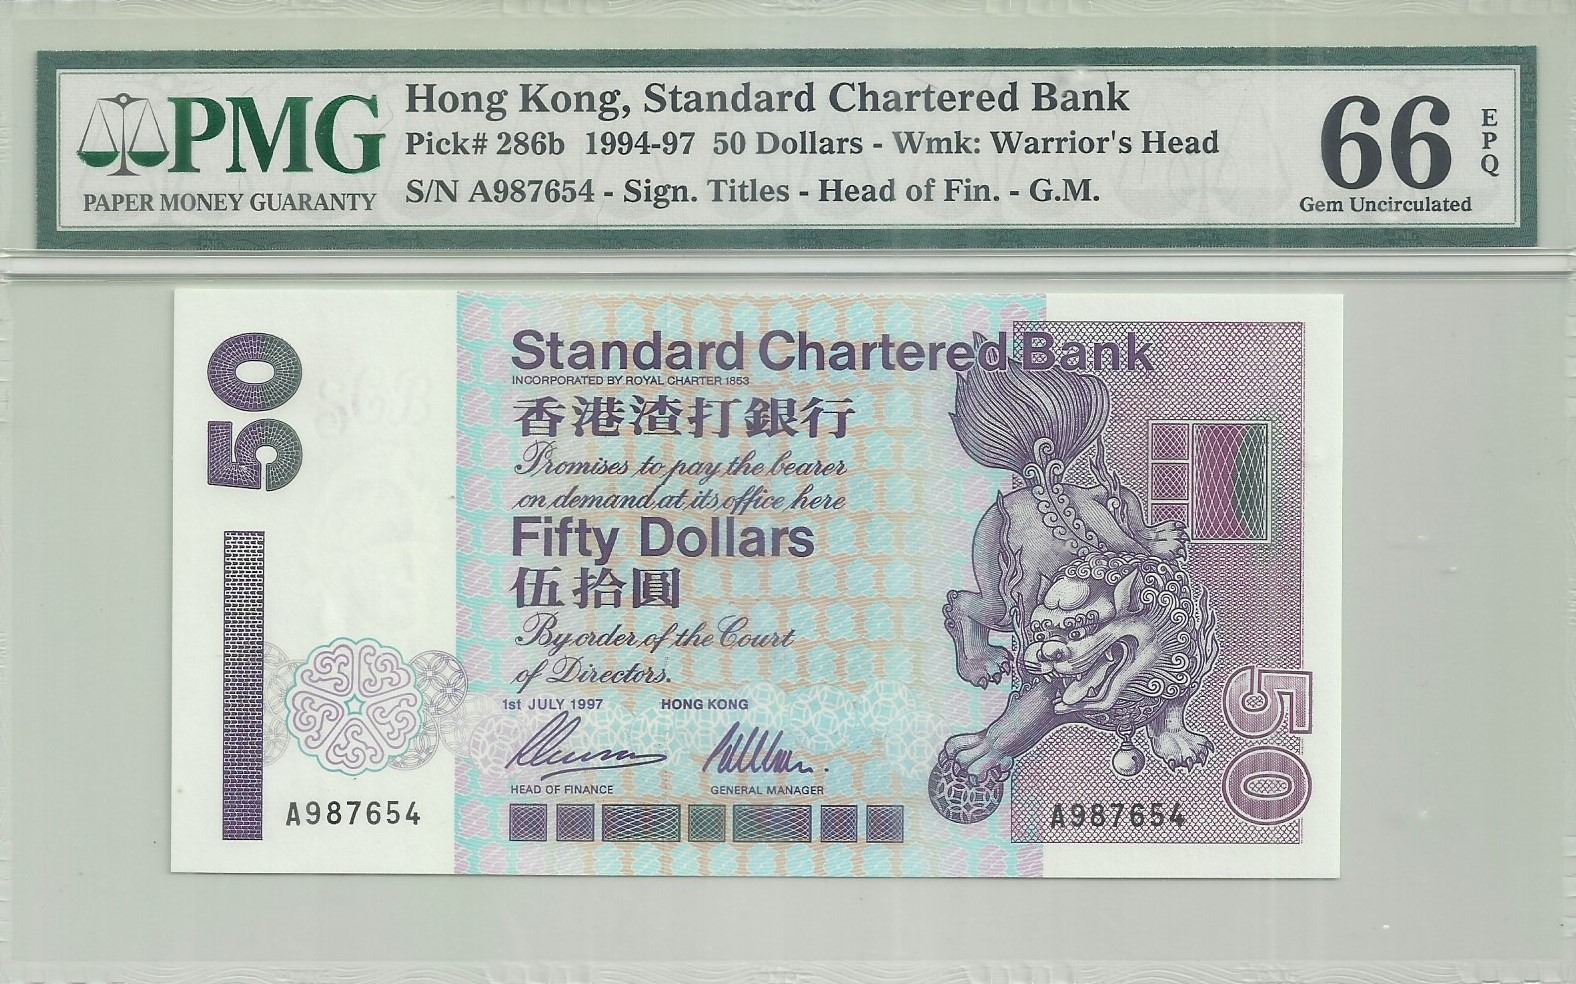 PMG
PAPER MONEY GUARANTY
Hong Kong, Standard Chartered Bank
Pick# 286b 1994-97 50 Dollars - Wmk: Warrior's Head
S/N A987654 - Sign. Titles - Head of Fin. - G.M.
66
EPQ
Gem Uncirculated
50
Standard Chartered Bank
INCORPORATED BY ROYAL CHARTER 1853
香港渣打銀行
Promises to pay the bearer
on demand at its office here
Fifty Dollars
伍拾圓
By order of the Court
of Directors.
1st JULY 1997 HONG KONG
HEAD OF FINANCE GENERAL MANAGER
A987654
A987654
50